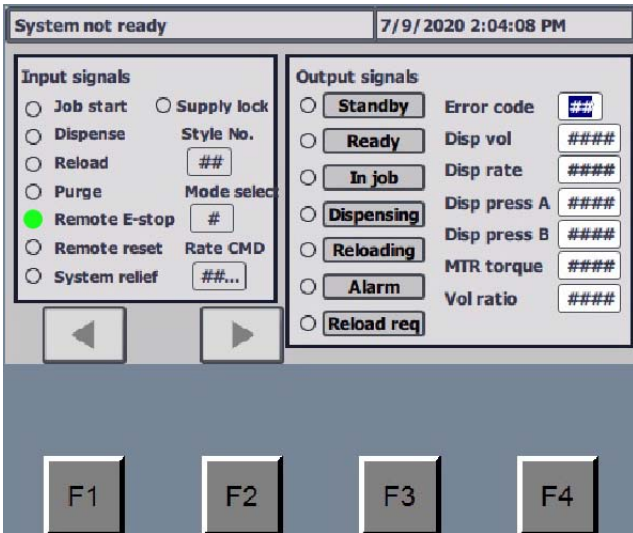 System not ready
7/9/2020 2:04:08 PM
Input signals
Job start
Supply lock
Dispense
Style No.
Reload
##
Purge
Mode select
Remote E-stop
#
Remote reset
Rate CMD
System relief
##...
Output signals
Standby
Error code
##
Ready
Disp vol
####
In job
Disp rate
####
Dispensing
Disp press A
####
Disp press B
####
Reloading
MTR torque
####
Alarm
Vol ratio
####
Reload req
F1
F2
F3
F4